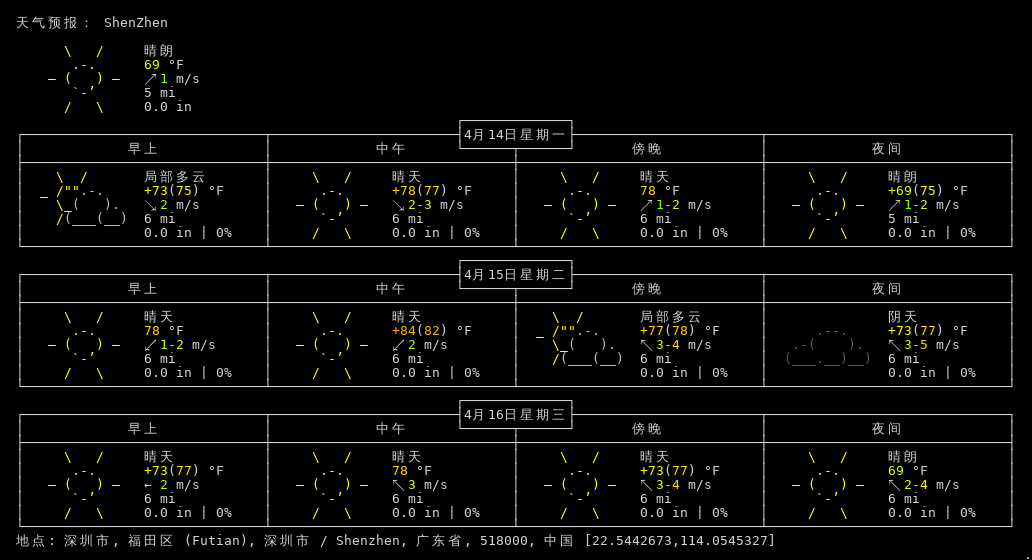 天气预报: ShenZhen
晴朗
69 °F
↗ 1 m/s
5 mi
0.0 in
4月14日星期一
早上 中午 傍晚 夜间
局部多云 晴天 晴天 晴朗
+73(75) °F +78(77) °F 78 °F +69(75) °F
↘ 2 m/s ↘ 2-3 m/s ↗ 1-2 m/s ↗ 1-2 m/s
6 mi 6 mi 6 mi 5 mi
0.0 in | 0% 0.0 in | 0% 0.0 in | 0% 0.0 in | 0%
4月15日星期二
早上 中午 傍晚 夜间
晴天 晴天 局部多云 阴天
78 °F +84(82) °F +77(78) °F +73(77) °F
↙ 1-2 m/s ↙ 2 m/s ↖ 3-4 m/s ↖ 3-5 m/s
6 mi 6 mi 6 mi 6 mi
0.0 in | 0% 0.0 in | 0% 0.0 in | 0% 0.0 in | 0%
4月16日星期三
早上 中午 傍晚 夜间
晴天 晴天 晴天 晴朗
+73(77) °F 78 °F +73(77) °F 69 °F
← 2 m/s ↖ 3 m/s ↖ 3-4 m/s ↖ 2-4 m/s
6 mi 6 mi 6 mi 6 mi
0.0 in | 0% 0.0 in | 0% 0.0 in | 0% 0.0 in | 0%
地点: 深圳市, 福田区 (Futian), 深圳市 / Shenzhen, 广东省, 518000, 中国 [22.5442673,114.0545327]